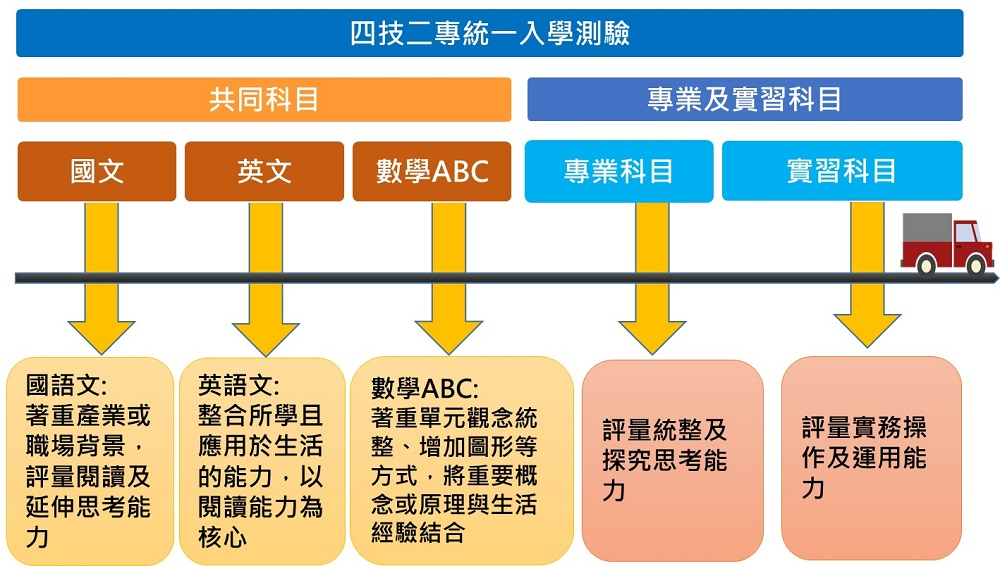 四技二專統一入學測驗
共同科目
專業及實習科目
國文
英文
數學ABC
專業科目
實習科目
國語文:
著重產業或
職場背景，
評量閱讀及
延伸思考能
力
英語文:
整合所學且
應用於生活
的能力，以
閱讀能力為
核心
數學ABC:
著重單元觀念統
整、增加圖形等
方式，將重要概
念或原理與生活
經驗結合
評量統整及
探究思考能
力
評量實務操
作及運用能
力